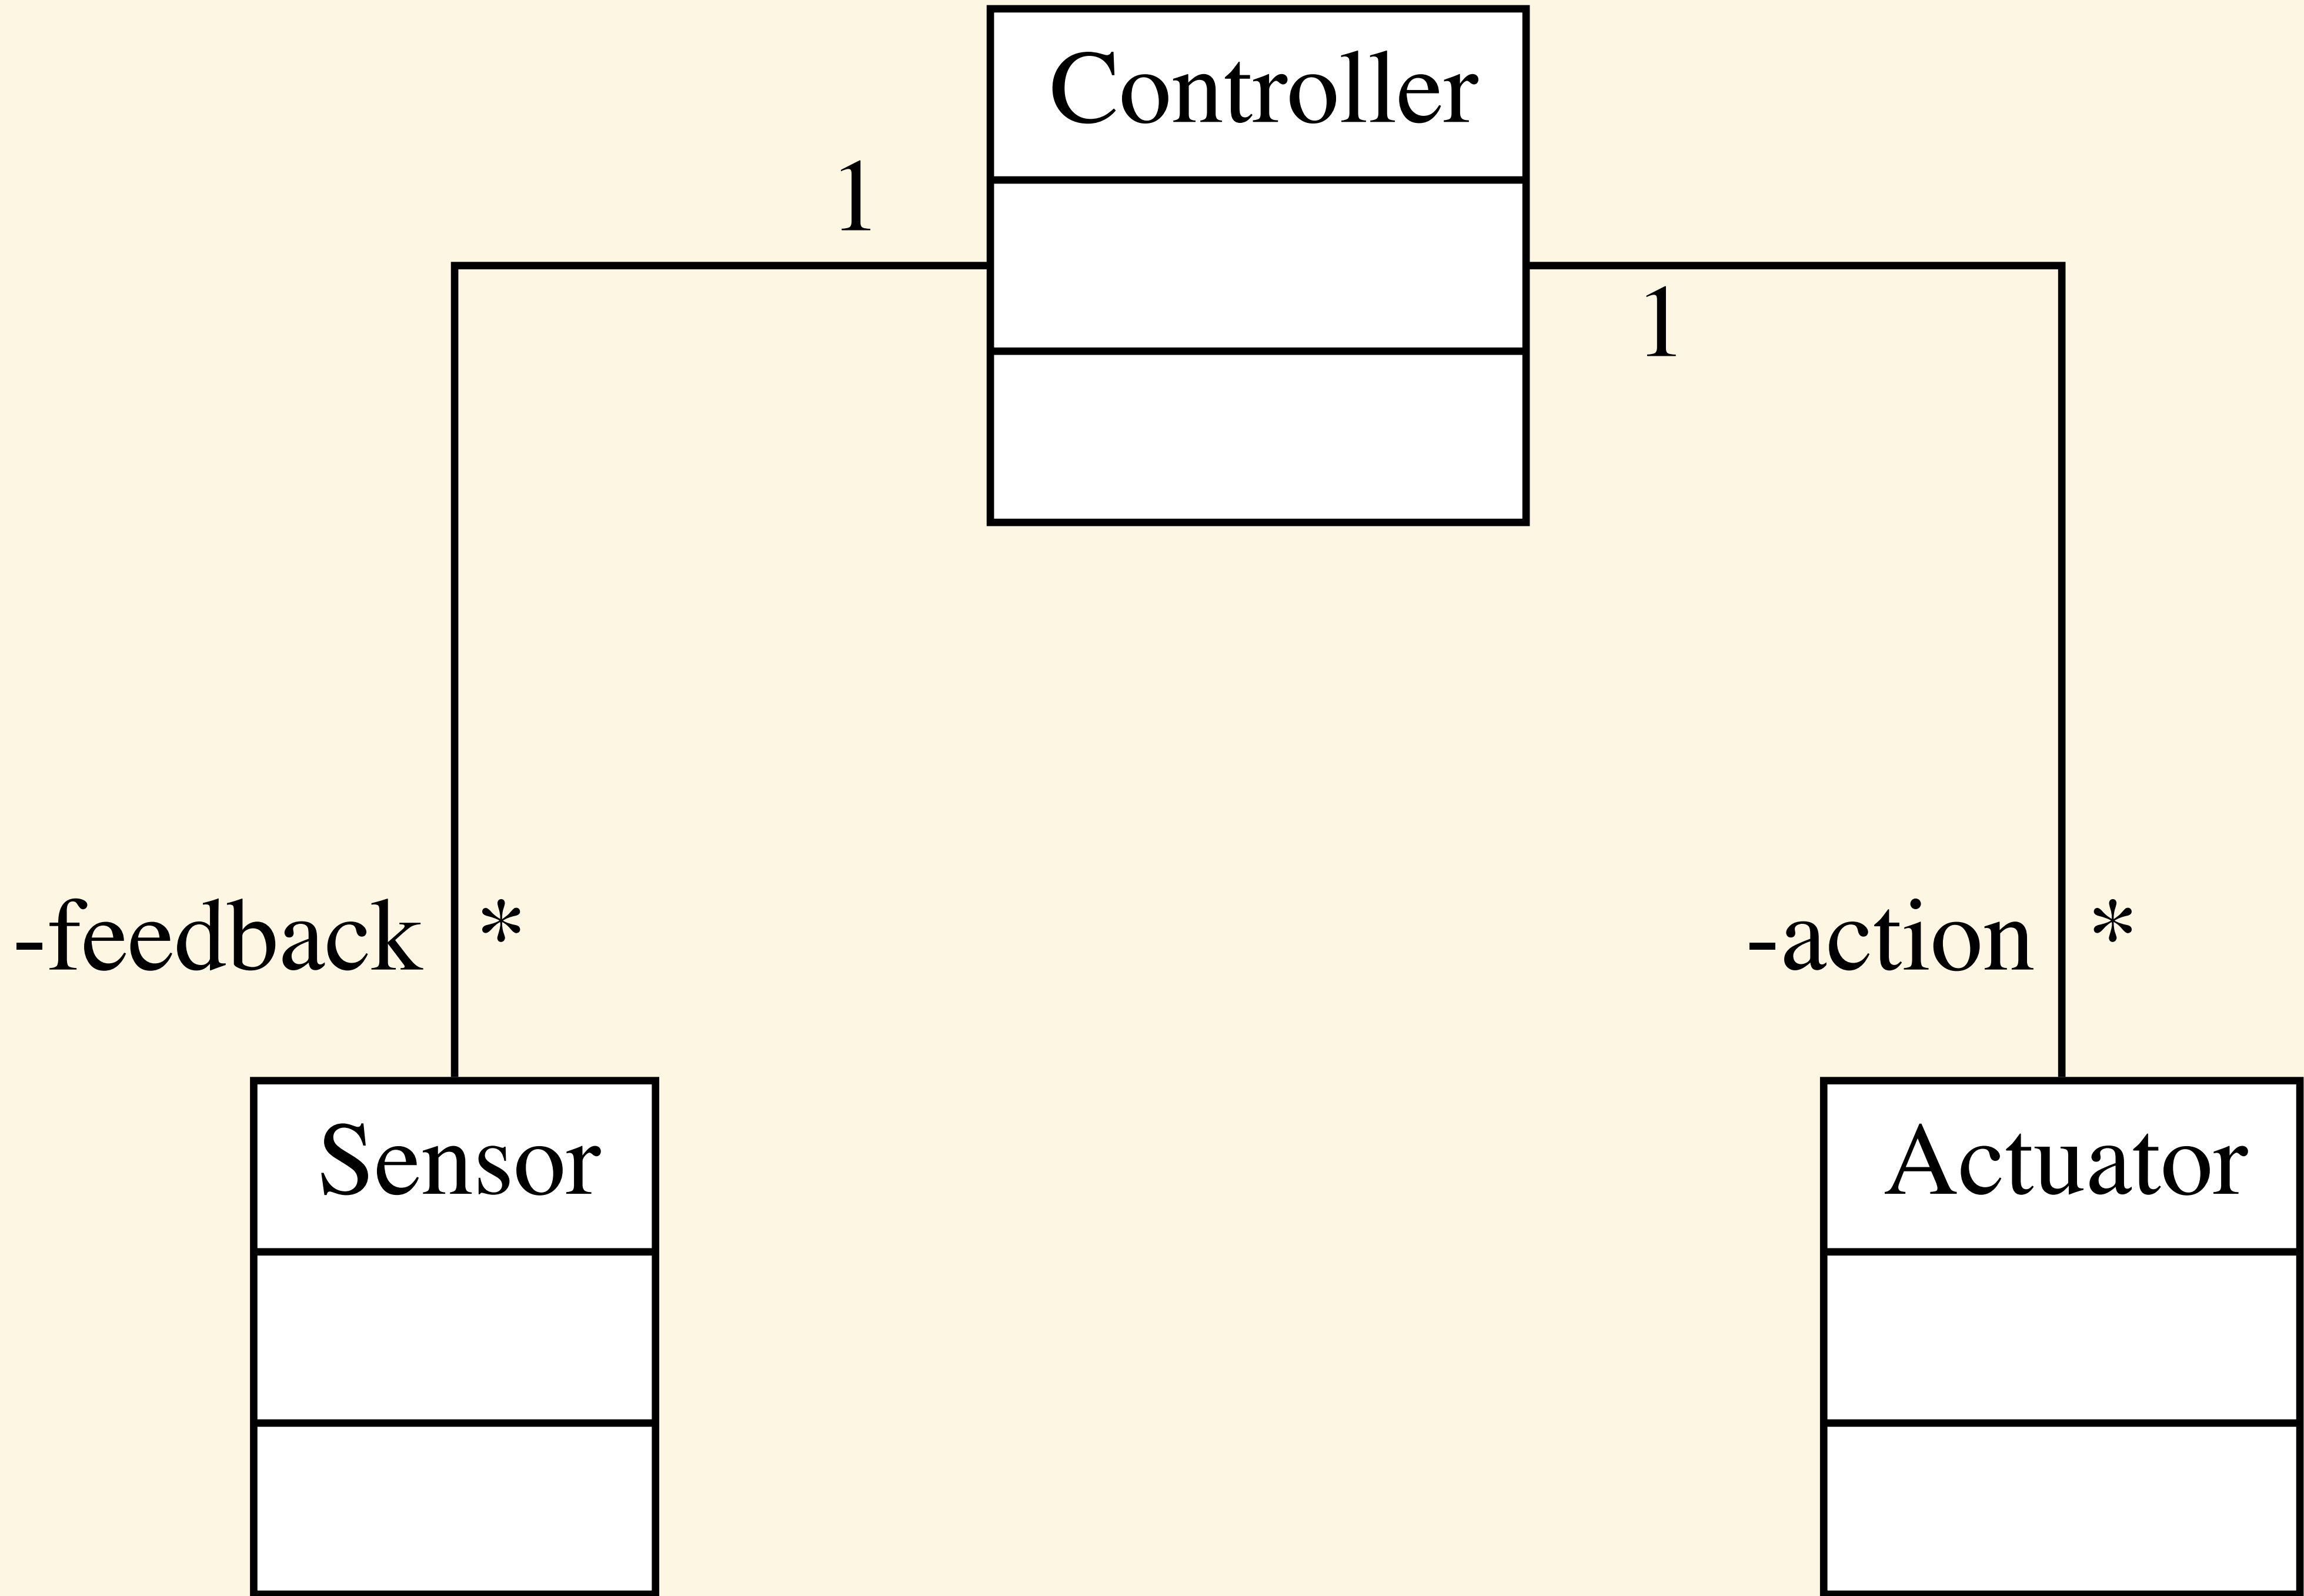 Controller
1
1
-feedback *
-action *
Sensor
Actuator